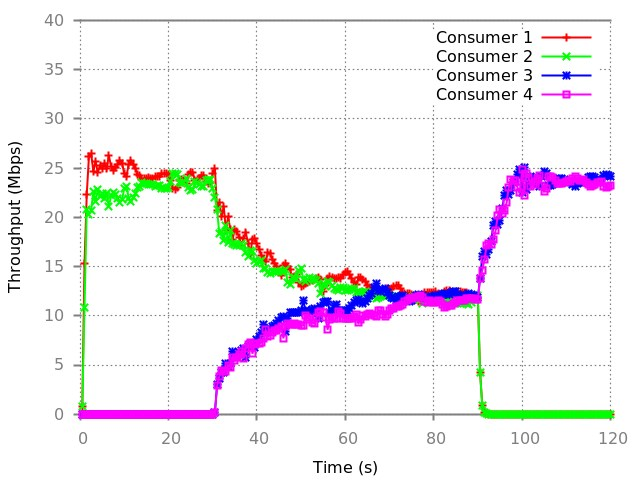 40
35
30
25
20
15
10
5
0
Throughput (Mbps)
Consumer 1
Consumer 2
Consumer 3
Consumer 4
0 20 40 60 80 100 120
Time (s)